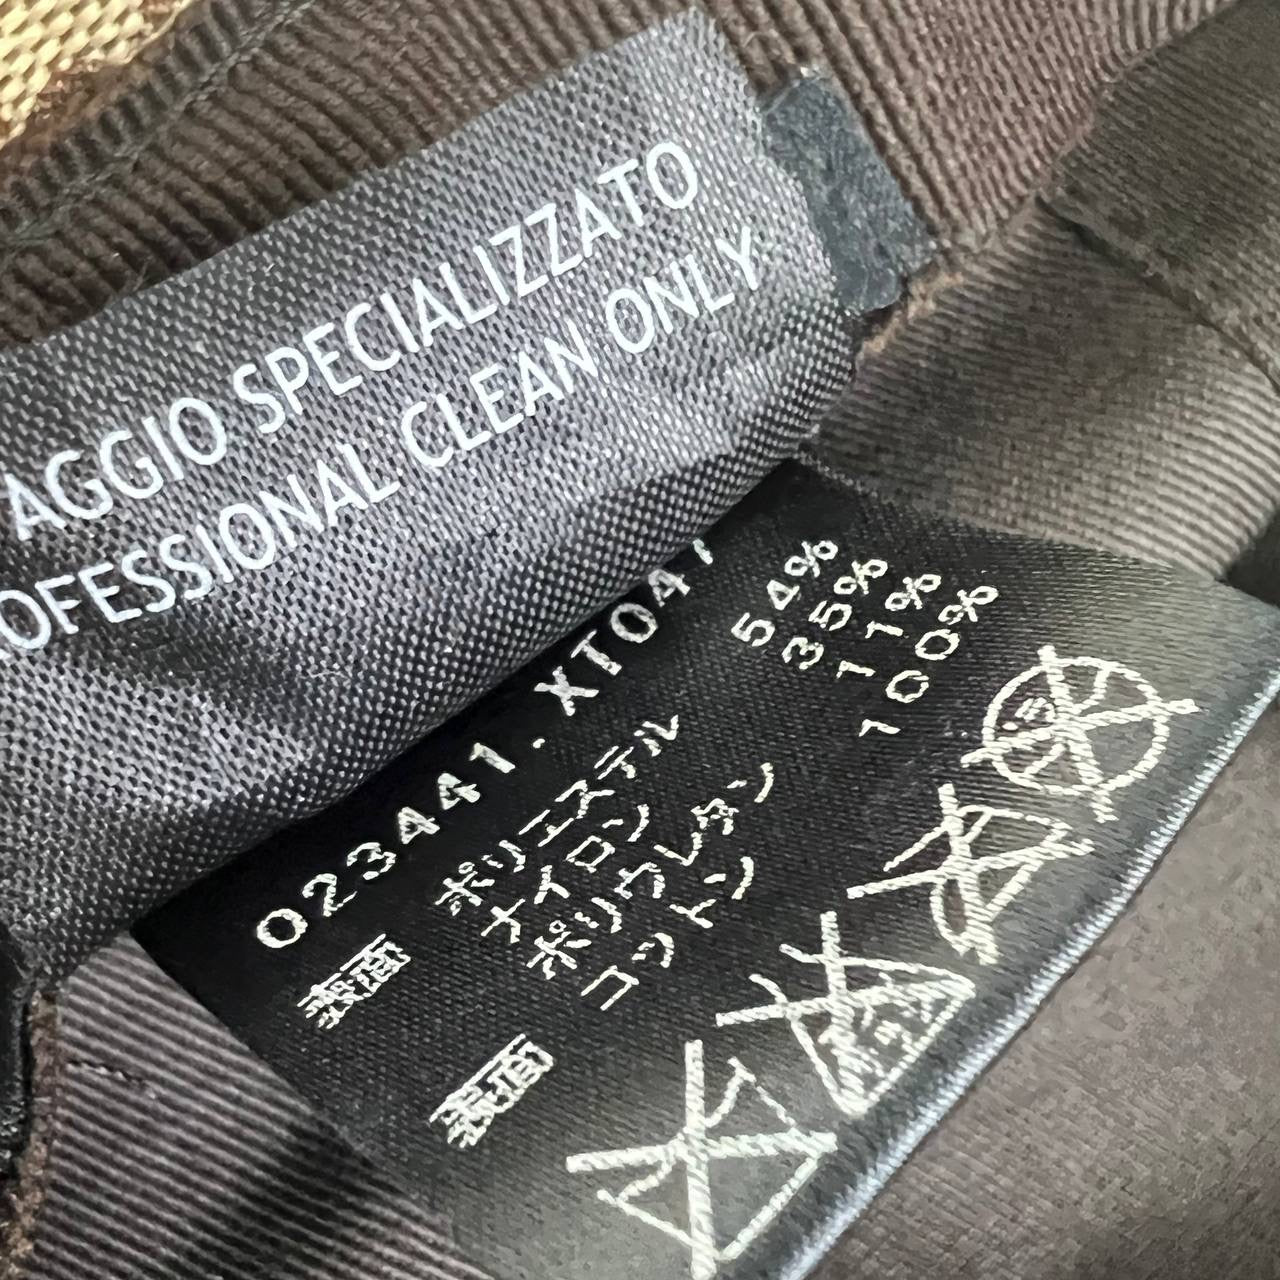 AGGIO SPECIALIZZATO
OFESSIONAL CLEAN ONLY
023441.XT047
表面 ポリエステル 54%
ナイロン 35%
ポリウレタン 11%
裏面 コットン 100%